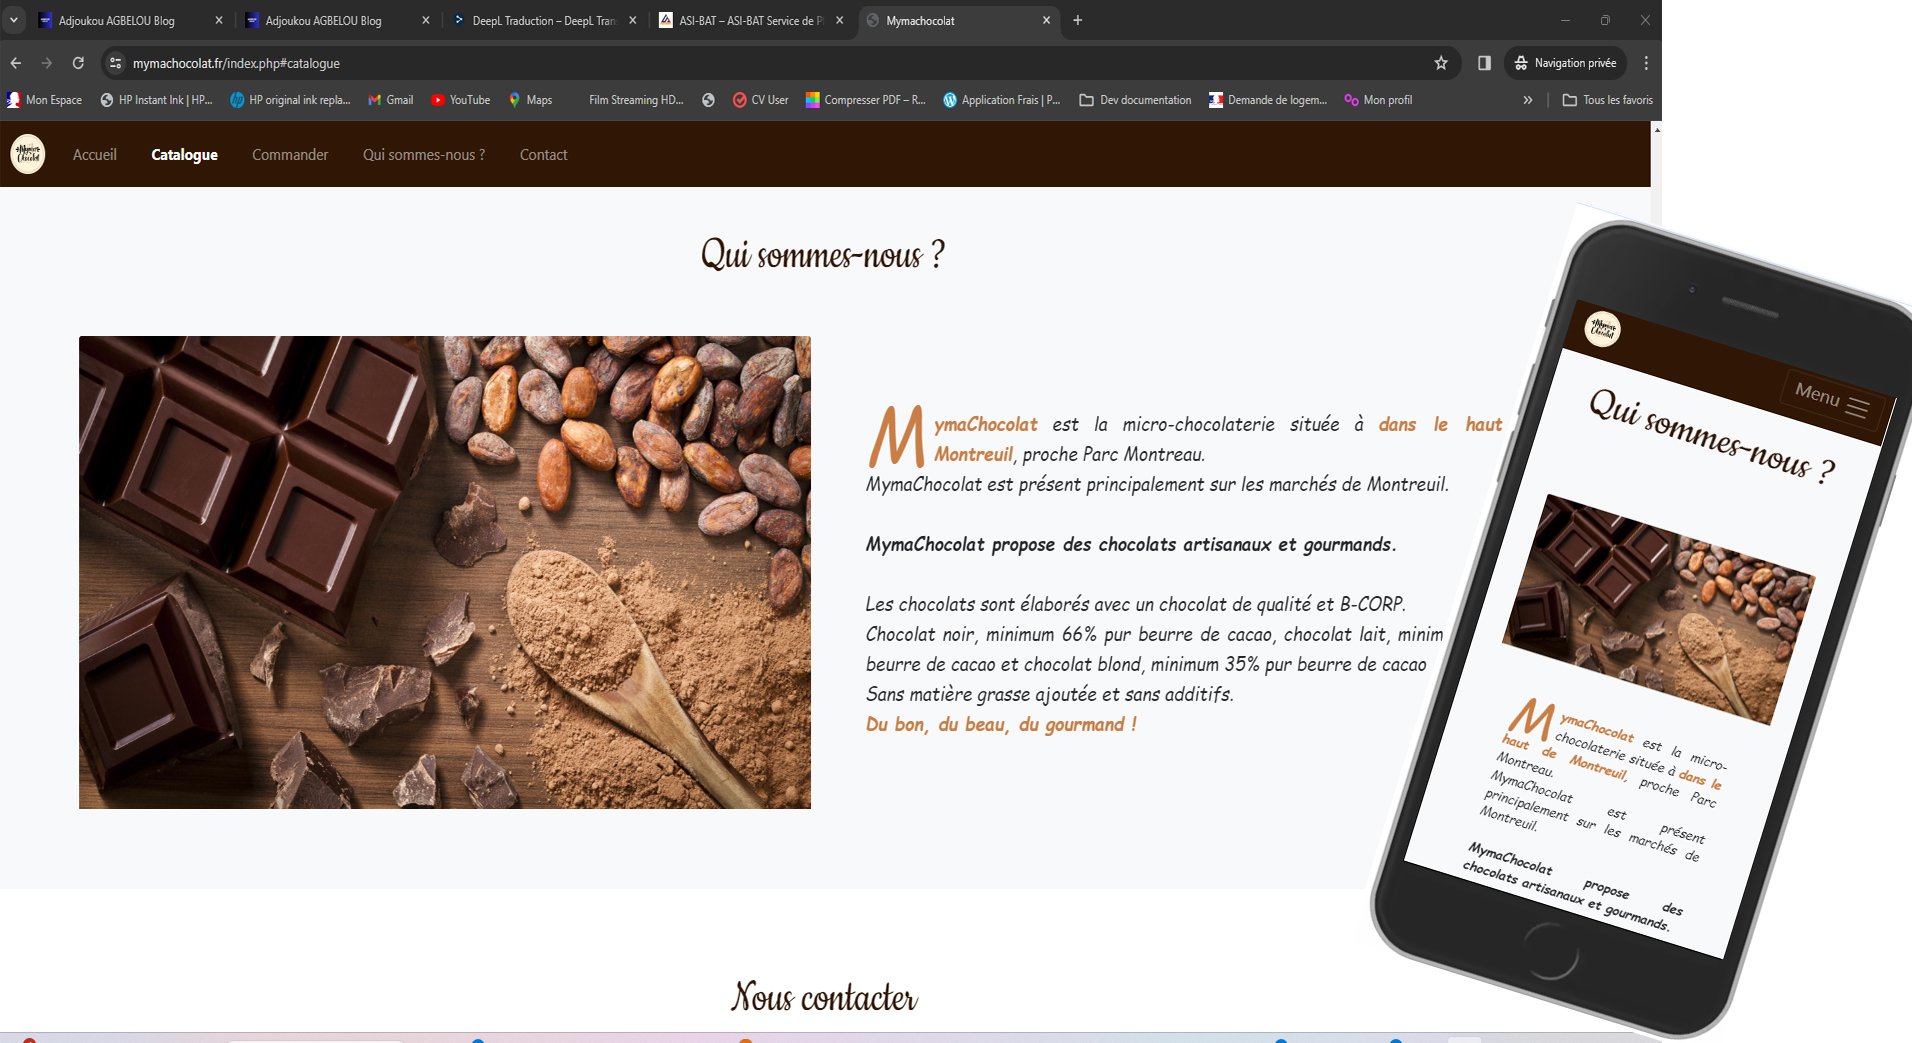 Adjoukou AGBELOU Blog
Adjoukou AGBELOU Blog
DeepL Traduction – DeepL Tran
ASI-BAT – ASI-BAT Service de P
Mymachocolat
mymachocolat.fr/index.php#catalogue
Navigation privée
Mon Espace
HP Instant Ink | HP...
HP original ink repla...
Gmail
YouTube
Maps
Film Streaming HD...
CV User
Compresser PDF – R...
Application Frais | P...
Dev documentation
Demande de logem...
Mon profil
Tous les favoris
Myma Chocolat
Accueil
Catalogue
Commander
Qui sommes-nous ?
Contact
Qui sommes-nous ?
MymaChocolat est la micro-chocolaterie située à dans le haut
Montreuil, proche Parc Montreau.
MymaChocolat est présent principalement sur les marchés de Montreuil.
MymaChocolat propose des chocolats artisanaux et gourmands.
Les chocolats sont élaborés avec un chocolat de qualité et B-CORP.
Chocolat noir, minimum 66% pur beurre de cacao, chocolat lait, minim
beurre de cacao et chocolat blond, minimum 35% pur beurre de cacao
Sans matière grasse ajoutée et sans additifs.
Du bon, du beau, du gourmand !
Nous contacter
Myma Chocolat
Menu
Qui sommes-nous ?
MymaChocolat est la micro-
chocolaterie située à dans le
haut de Montreuil, proche Parc
Montreau.
MymaChocolat est présent
principalement sur les marchés de
Montreuil.
MymaChocolat propose des
chocolats artisanaux et gourmands.